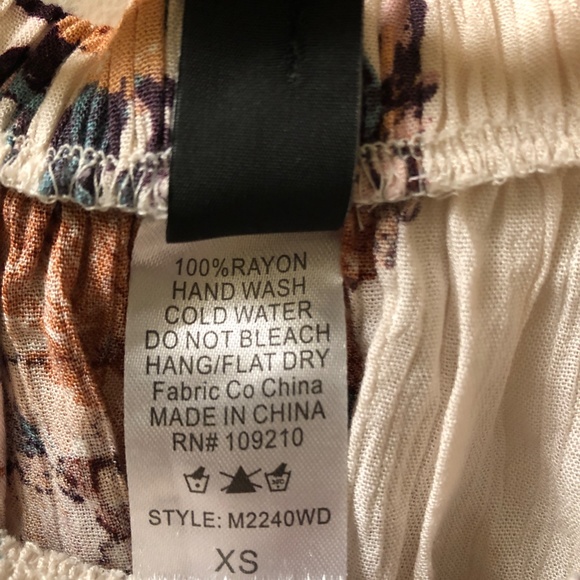 100%RAYON
HAND WASH
COLD WATER
DO NOT BLEACH
HANG/FLAT DRY
Fabric Co China
MADE IN CHINA
RN# 109210
STYLE: M2240WD
XS